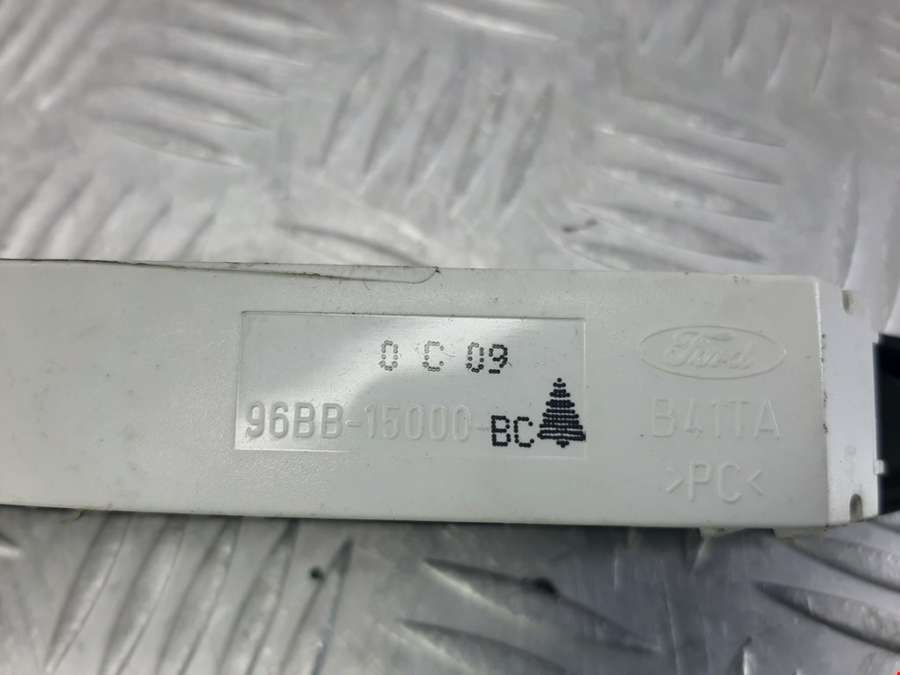 0 C 09
96BB-15000-BC
Ford
B41TA
>PC<